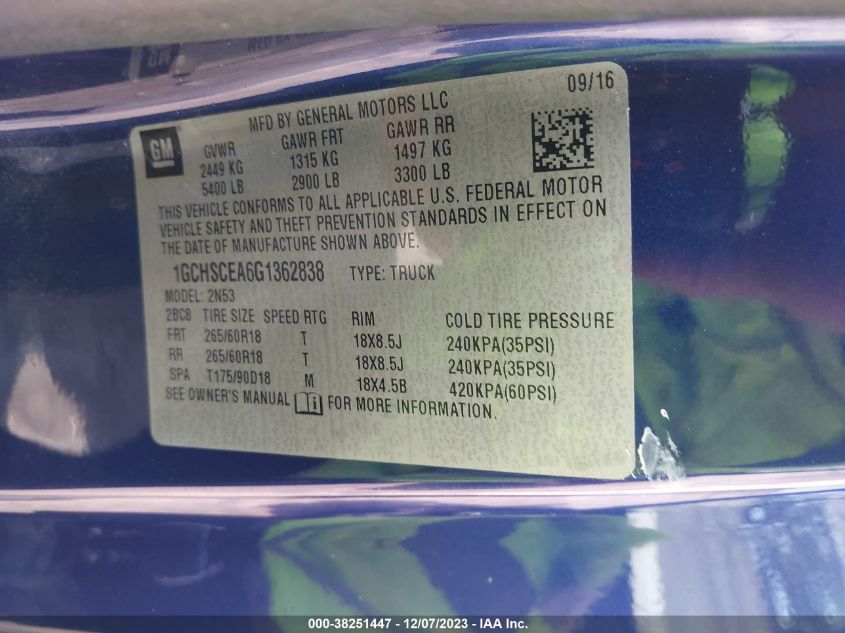 09/16
MFD BY GENERAL MOTORS LLC
GM
GVWR GAWR FRT GAWR RR
2449 KG 1315 KG 1497 KG
5400 LB 2900 LB 3300 LB
THIS VEHICLE CONFORMS TO ALL APPLICABLE U.S. FEDERAL MOTOR
VEHICLE SAFETY AND THEFT PREVENTION STANDARDS IN EFFECT ON
THE DATE OF MANUFACTURE SHOWN ABOVE.
1GCHSCEA6G1362838 TYPE: TRUCK
MODEL: 2N53
2BC8 TIRE SIZE SPEED RTG RIM COLD TIRE PRESSURE
FRT 265/60R18 T 18X8.5J 240KPA(35PSI)
RR 265/60R18 T 18X8.5J 240KPA(35PSI)
SPA T175/90D18 M 18X4.5B 420KPA(60PSI)
SEE OWNER'S MANUAL i FOR MORE INFORMATION.
000-38251447 - 12/07/2023 - IAA Inc.